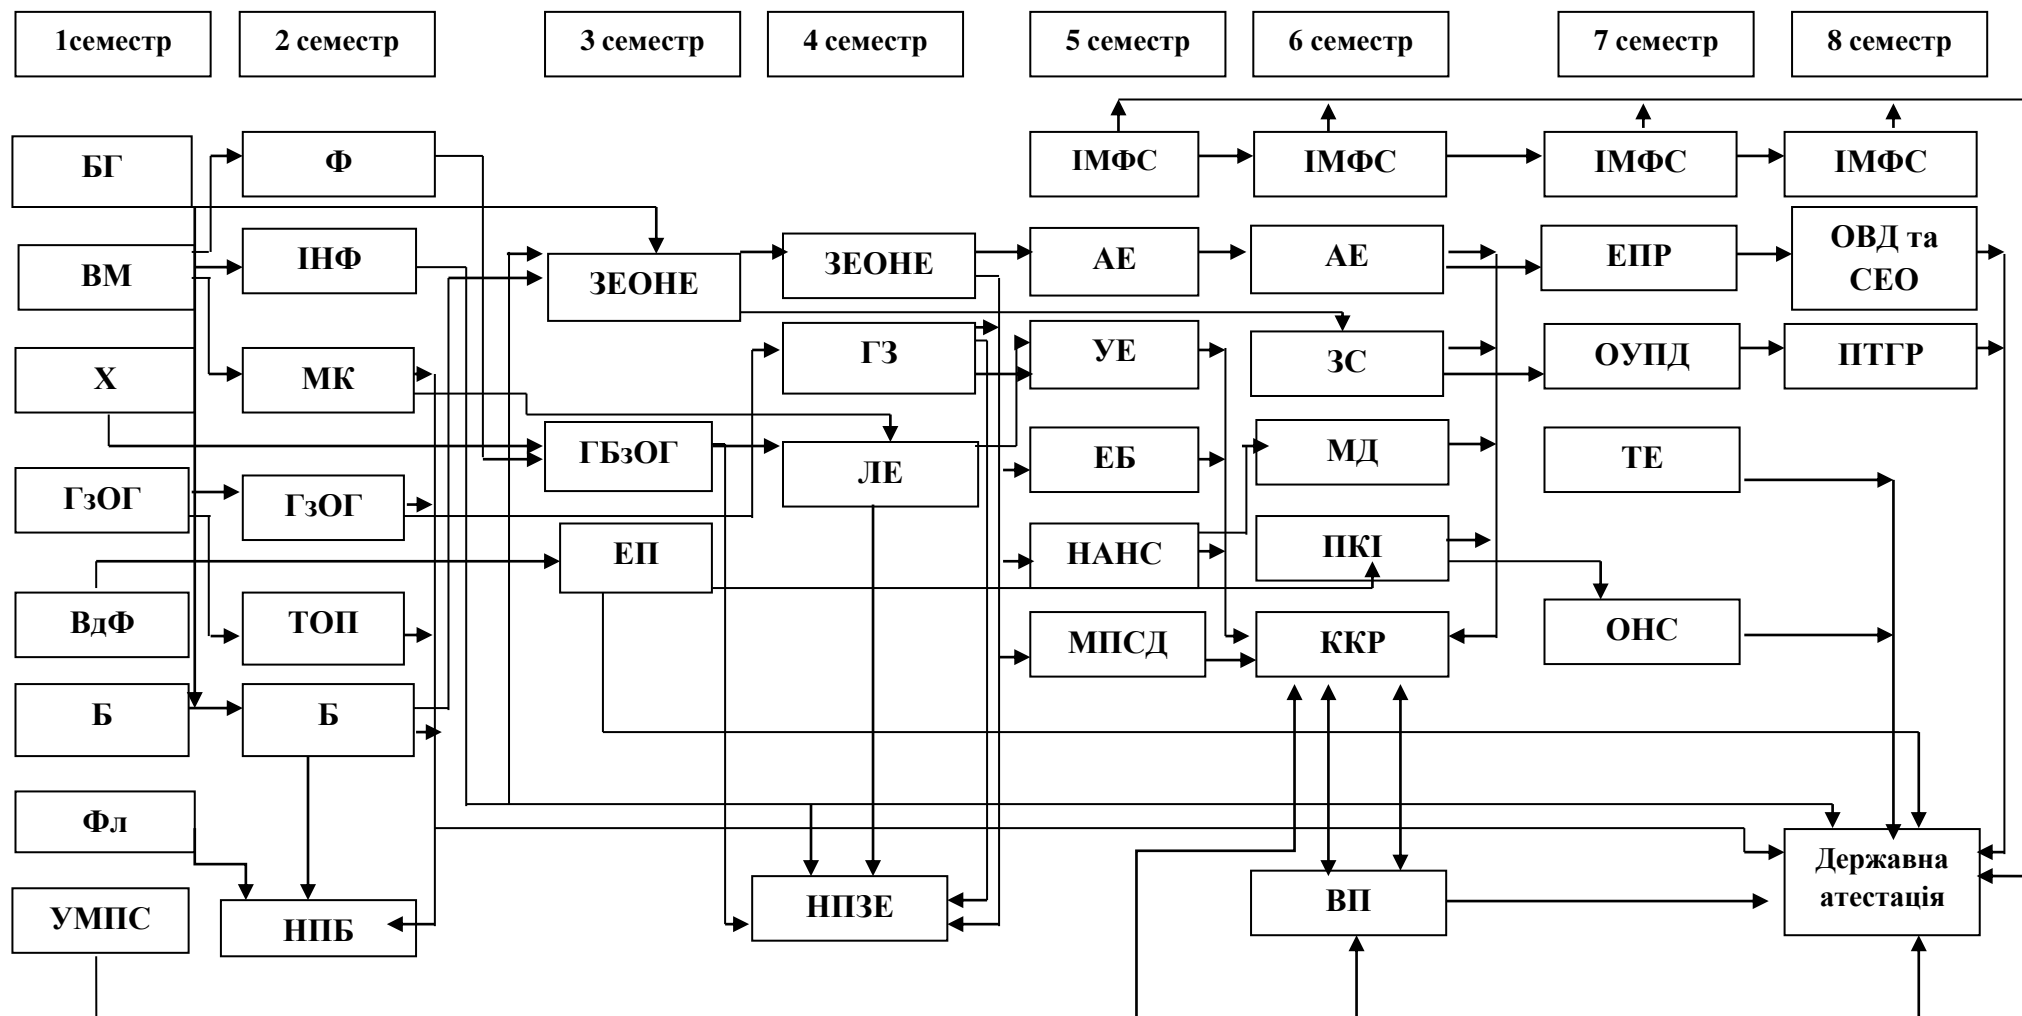 1семестр
2 семестр
3 семестр
4 семестр
5 семестр
6 семестр
7 семестр
8 семестр
БГ
Ф
ІМФС
ІМФС
ІМФС
ІМФС
ВМ
ІНФ
ЗЕОНЕ
ЗЕОНЕ
АЕ
АЕ
ЕПР
ОВД та
СЕО
Х
МК
ГЗ
УЕ
ЗС
ОУПД
ПТГР
ГзОГ
ГзОГ
ГБзОГ
ЛЕ
ЕБ
МД
ТЕ
ЕП
НАНС
ПКІ
ВдФ
ТОП
МПСД
ККР
ОНС
Б
Б
Фл
УМПС
НПБ
НПЗЕ
ВП
Державна
атестація